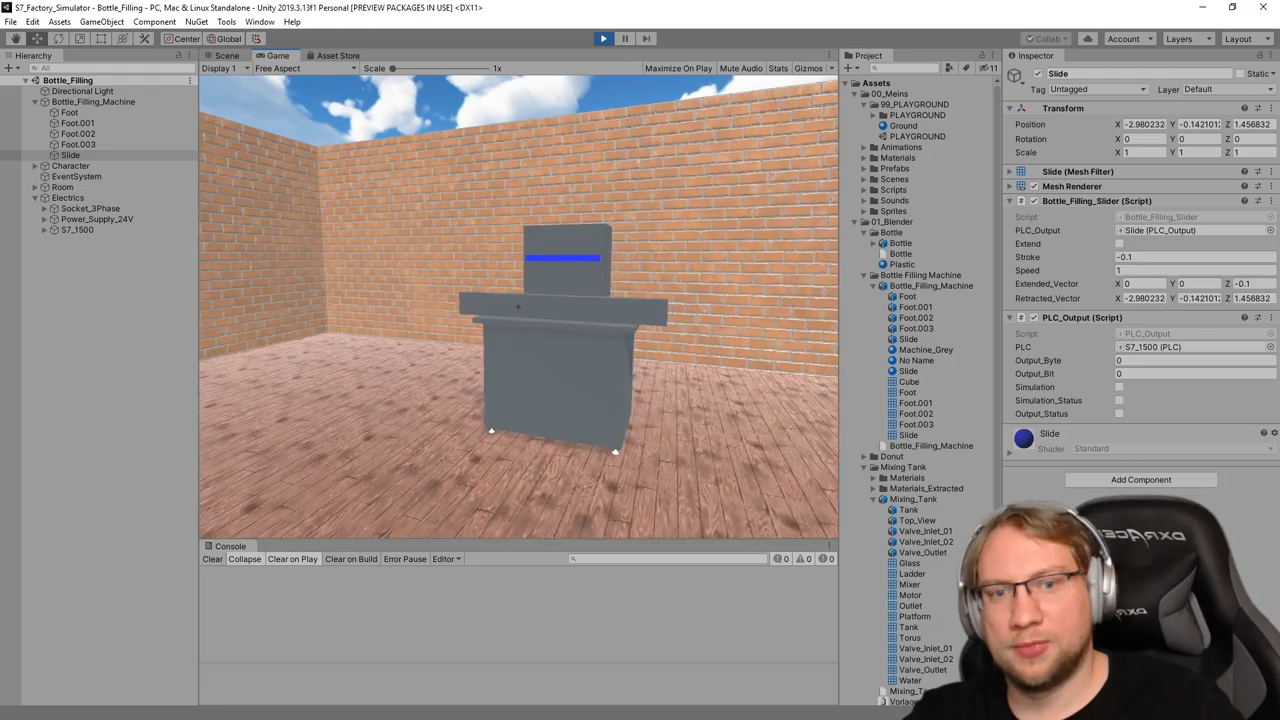 S7_Factory_Simulator - Bottle_Filling - PC, Mac & Linux Standalone - Unity 2019.3.13f1 Personal [PREVIEW PACKAGES IN USE] <DX11>
File Edit Assets GameObject Component NuGet Tools Window Help
Center Global Collab Account Layers Layout
Hierarchy
All
Bottle_Filling
Directional Light
Bottle_Filling_Machine
Foot
Foot.001
Foot.002
Foot.003
Slide
Character
EventSystem
Room
Electrics
Socket_3Phase
Power_Supply_24V
S7_1500
Scene Game Asset Store
Display 1 Free Aspect Scale 1x Maximize On Play Mute Audio Stats Gizmos
Console
Clear Collapse Clear on Play Clear on Build Error Pause Editor 0 0 0
Project
11
Assets
00_Meins
99_PLAYGROUND
PLAYGROUND
Ground
PLAYGROUND
Animations
Materials
Prefabs
Scenes
Scripts
Sounds
Sprites
01_Blender
Bottle
Bottle
Bottle
Plastic
Bottle Filling Machine
Bottle_Filling_Machine
Foot
Foot.001
Foot.002
Foot.003
Slide
Machine_Grey
No Name
Slide
Cube
Foot
Foot.001
Foot.002
Foot.003
Slide
Bottle_Filling_Machine
Donut
Mixing Tank
Materials
Materials_Extracted
Mixing_Tank
Tank
Top_View
Valve_Inlet_01
Valve_Inlet_02
Valve_Outlet
Glass
Ladder
Mixer
Motor
Outlet
Platform
Tank
Torus
Valve_Inlet_01
Valve_Inlet_02
Valve_Outlet
Water
Mixing_Tank
Inspector
Slide Static
Tag Untagged Layer Default
Transform
Position X -2.980232 Y -0.1421012 Z 1.456832
Rotation X 0 Y 0 Z 0
Scale X 1 Y 1 Z 1
Slide (Mesh Filter)
Mesh Renderer
Bottle_Filling_Slider (Script)
Script Bottle_Filling_Slider
PLC_Output Slide (PLC_Output)
Extend
Stroke -0.1
Speed 1
Extended_Vector X 0 Y 0 Z -0.1
Retracted_Vector X -2.980232 Y -0.1421012 Z 1.456832
PLC_Output (Script)
Script PLC_Output
PLC S7_1500 (PLC)
Output_Byte 0
Output_Bit 0
Simulation
Simulation_Status
Output_Status
Slide
Shader Standard
Add Component
DXRACER